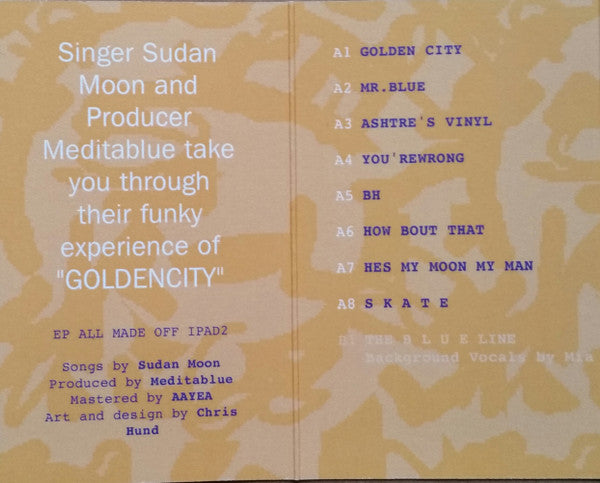 Singer Sudan
Moon and
Producer
Meditablue take
you through
their funky
experience of
"GOLDENCITY"
EP ALL MADE OFF IPAD2
Songs by Sudan Moon
Produced by Meditablue
Mastered by AAYEA
Art and design by Chris
Hund
A1 GOLDEN CITY
A2 MR.BLUE
A3 ASHTRE'S VINYL
A4 YOU'REWRONG
A5 BH
A6 HOW BOUT THAT
A7 HES MY MOON MY MAN
A8 S K A T E
B1 THE B L U E LINE
Background Vocals by Mia